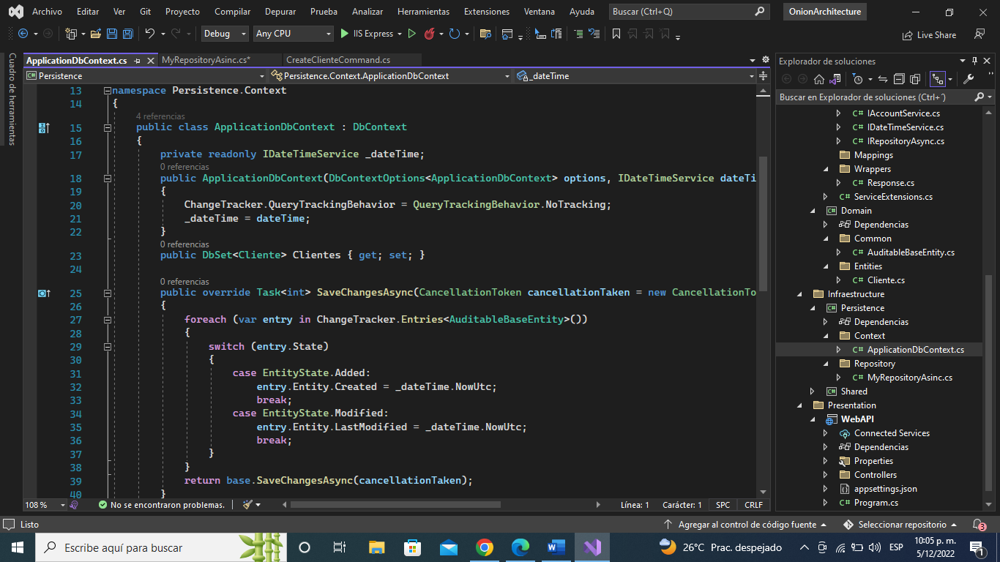 Archivo Editar Ver Git Proyecto Compilar Depurar Prueba Analizar Herramientas Extensiones Ventana Ayuda Buscar (Ctrl+Q) OnionArchitecture
Debug Any CPU IIS Express Live Share
Cuadro de herramientas
ApplicationDbContext.cs MyRepositoryAsinc.cs* CreateClienteCommand.cs
Persistence Persistence.Context.ApplicationDbContext _dateTime
13 namespace Persistence.Context
14 {
4 referencias
15 public class ApplicationDbContext : DbContext
16 {
17 private readonly IDateTimeService _dateTime;
0 referencias
18 public ApplicationDbContext(DbContextOptions<ApplicationDbContext> options, IDateTimeService dateTi
19 {
20 ChangeTracker.QueryTrackingBehavior = QueryTrackingBehavior.NoTracking;
21 _dateTime = dateTime;
22 }
0 referencias
23 public DbSet<Cliente> Clientes { get; set; }
24
0 referencias
25 public override Task<int> SaveChangesAsync(CancellationToken cancellationTaken = new CancellationTo
26 {
27 foreach (var entry in ChangeTracker.Entries<AuditableBaseEntity>())
28 {
29 switch (entry.State)
30 {
31 case EntityState.Added:
32 entry.Entity.Created = _dateTime.NowUtc;
33 break;
34 case EntityState.Modified:
35 entry.Entity.LastModified = _dateTime.NowUtc;
36 break;
37 }
38 }
39 return base.SaveChangesAsync(cancellationTaken);
40 }
108 % No se encontraron problemas. Línea: 1 Carácter: 1 SPC CRLF
Explorador de soluciones
Buscar en Explorador de soluciones (Ctrl+´)
C# IAccountService.cs
C# IDateTimeService.cs
C# IRepositoryAsync.cs
Mappings
Wrappers
C# Response.cs
C# ServiceExtensions.cs
C# Domain
Dependencias
Common
C# AuditableBaseEntity.cs
Entities
C# Cliente.cs
Infraestructure
C# Persistence
Dependencias
Context
C# ApplicationDbContext.cs
Repository
C# MyRepositoryAsinc.cs
C# Shared
Presentation
WebAPI
Connected Services
Dependencias
Properties
Controllers
appsettings.json
C# Program.cs
Listo Agregar al control de código fuente Seleccionar repositorio 3
Escribe aquí para buscar 26°C Prac. despejado ESP 10:05 p. m.
5/12/2022 1